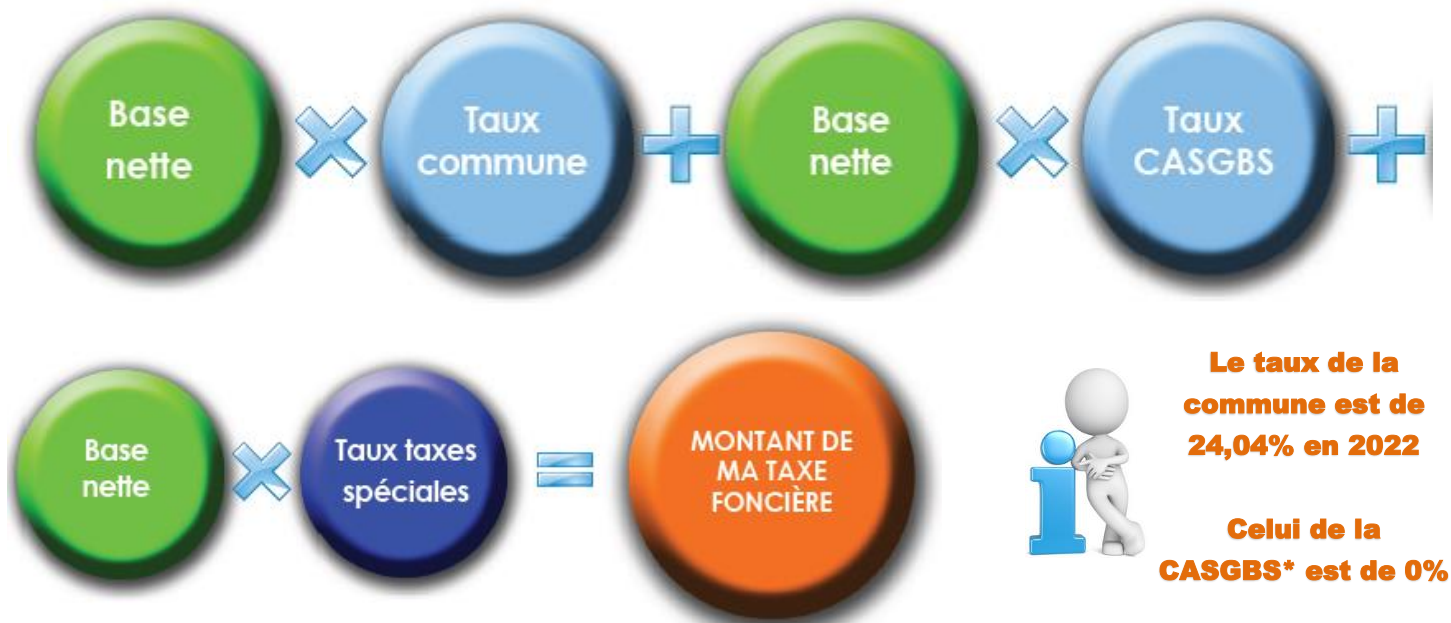 Base
nette
Taux
commune
Base
nette
Taux
CASGBS
Base
nette
Taux taxes
spéciales
MONTANT DE
MA TAXE
FONCIÈRE
Le taux de la
commune est de
24,04% en 2022
Celui de la
CASGBS* est de 0%